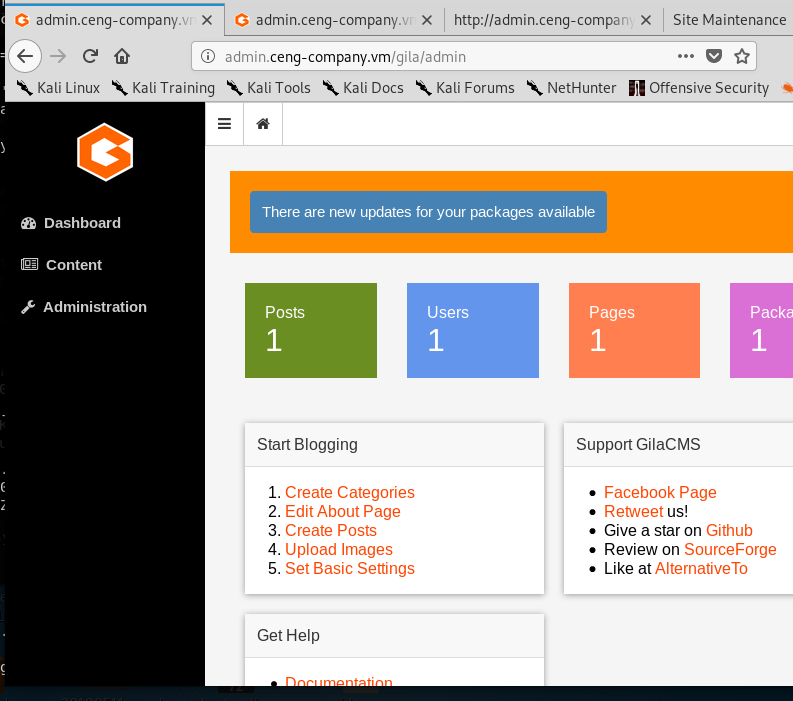 admin.ceng-company.vm
admin.ceng-company.vm
http://admin.ceng-company
Site Maintenance
admin.ceng-company.vm/gila/admin
Kali Linux
Kali Training
Kali Tools
Kali Docs
Kali Forums
NetHunter
Offensive Security
Dashboard
Content
Administration
There are new updates for your packages available
Posts
1
Users
1
Pages
1
Packa
1
Start Blogging
1. Create Categories
2. Edit About Page
3. Create Posts
4. Upload Images
5. Set Basic Settings
Support GilaCMS
• Facebook Page
• Retweet us!
• Give a star on Github
• Review on SourceForge
• Like at AlternativeTo
Get Help
• Documentation